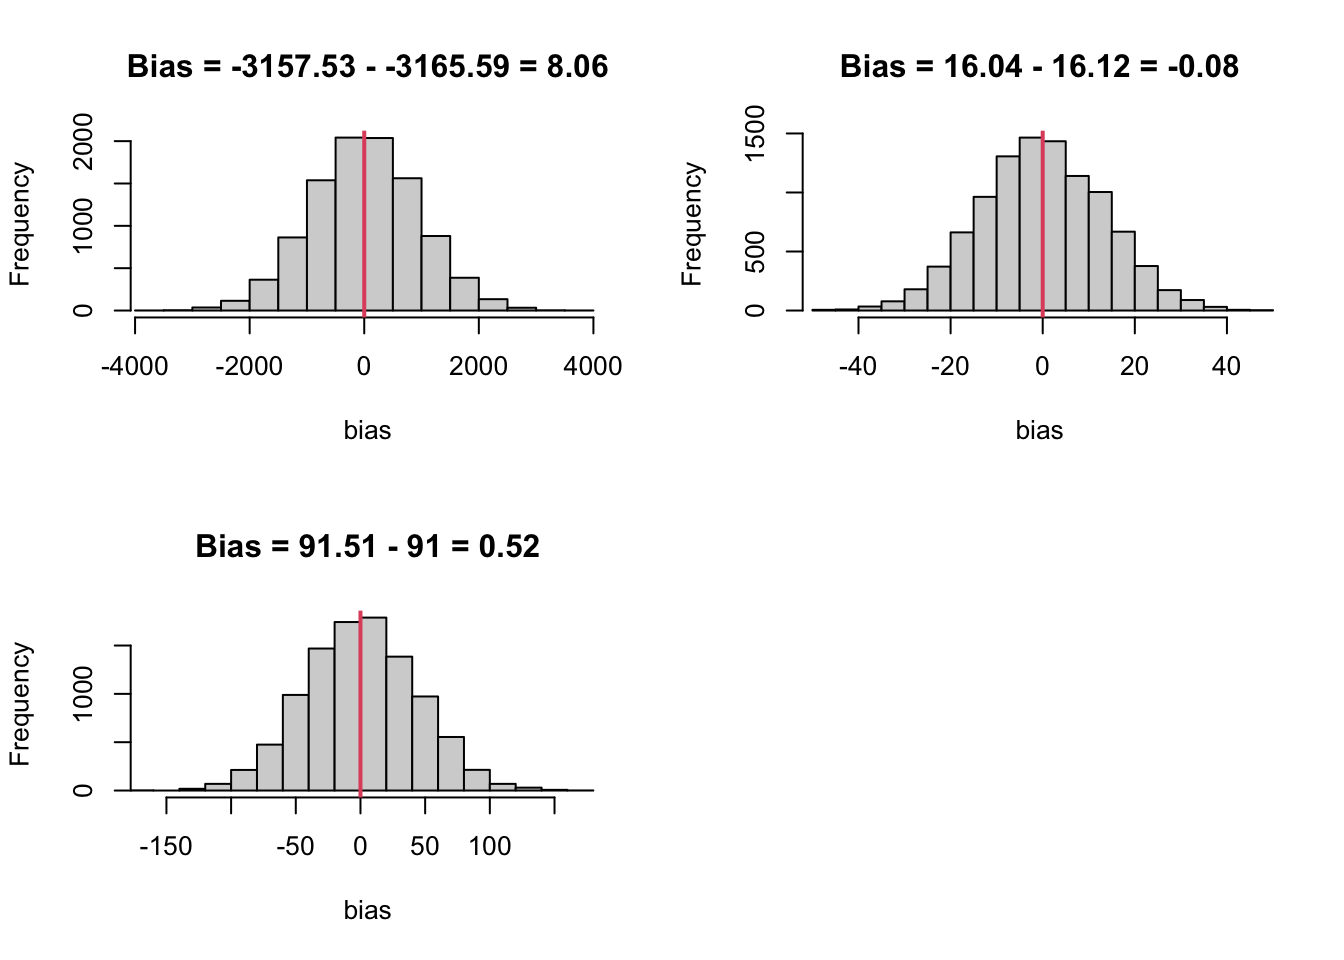 Bias = -3157.53 - -3165.59 = 8.06
Frequency
2000
1000
0
-4000 -2000 0 2000 4000
bias
Bias = 16.04 - 16.12 = -0.08
Frequency
1500
500
0
-40 -20 0 20 40
bias
Bias = 91.51 - 91 = 0.52
Frequency
1000
0
-150 -50 0 50 100
bias